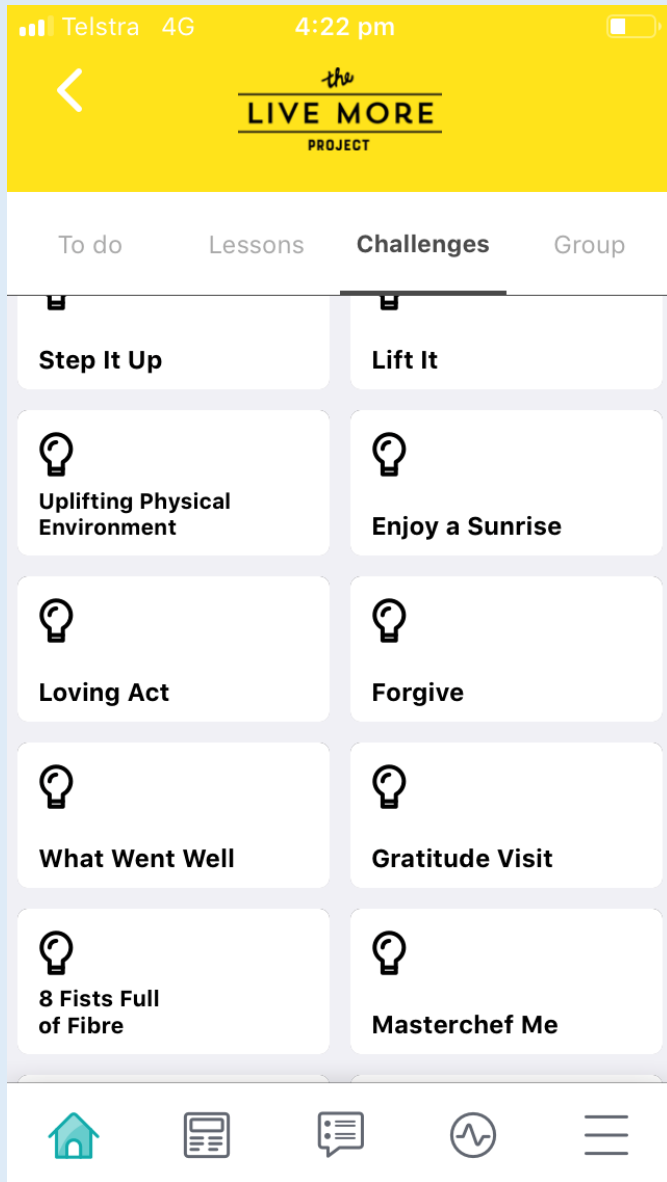 Telstra 4G 4:22 pm
the
LIVE MORE
PROJECT
To do Lessons Challenges Group
Step It Up Lift It
Uplifting Physical
Environment
Enjoy a Sunrise
Loving Act Forgive
What Went Well Gratitude Visit
8 Fists Full
of Fibre
Masterchef Me